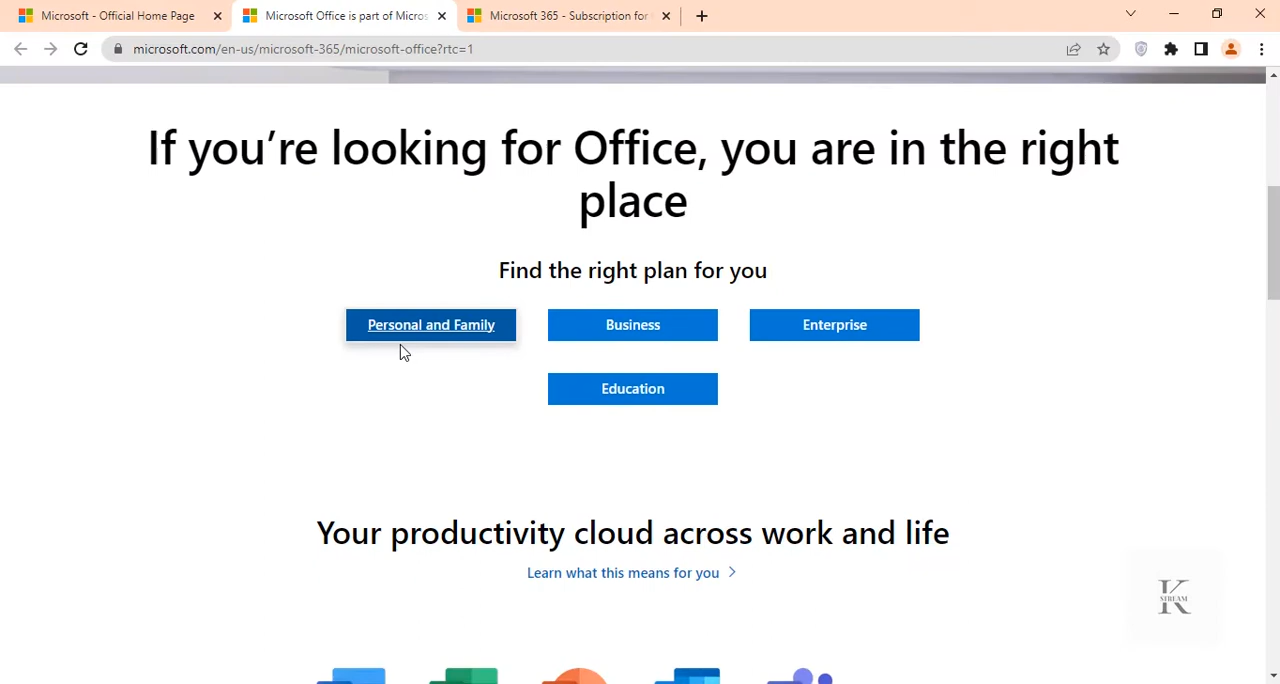 Microsoft - Official Home Page
Microsoft Office is part of Micros
Microsoft 365 - Subscription for
microsoft.com/en-us/microsoft-365/microsoft-office?rtc=1
If you’re looking for Office, you are in the right
place
Find the right plan for you
Personal and Family
Business
Enterprise
Education
Your productivity cloud across work and life
Learn what this means for you
K
STREAM